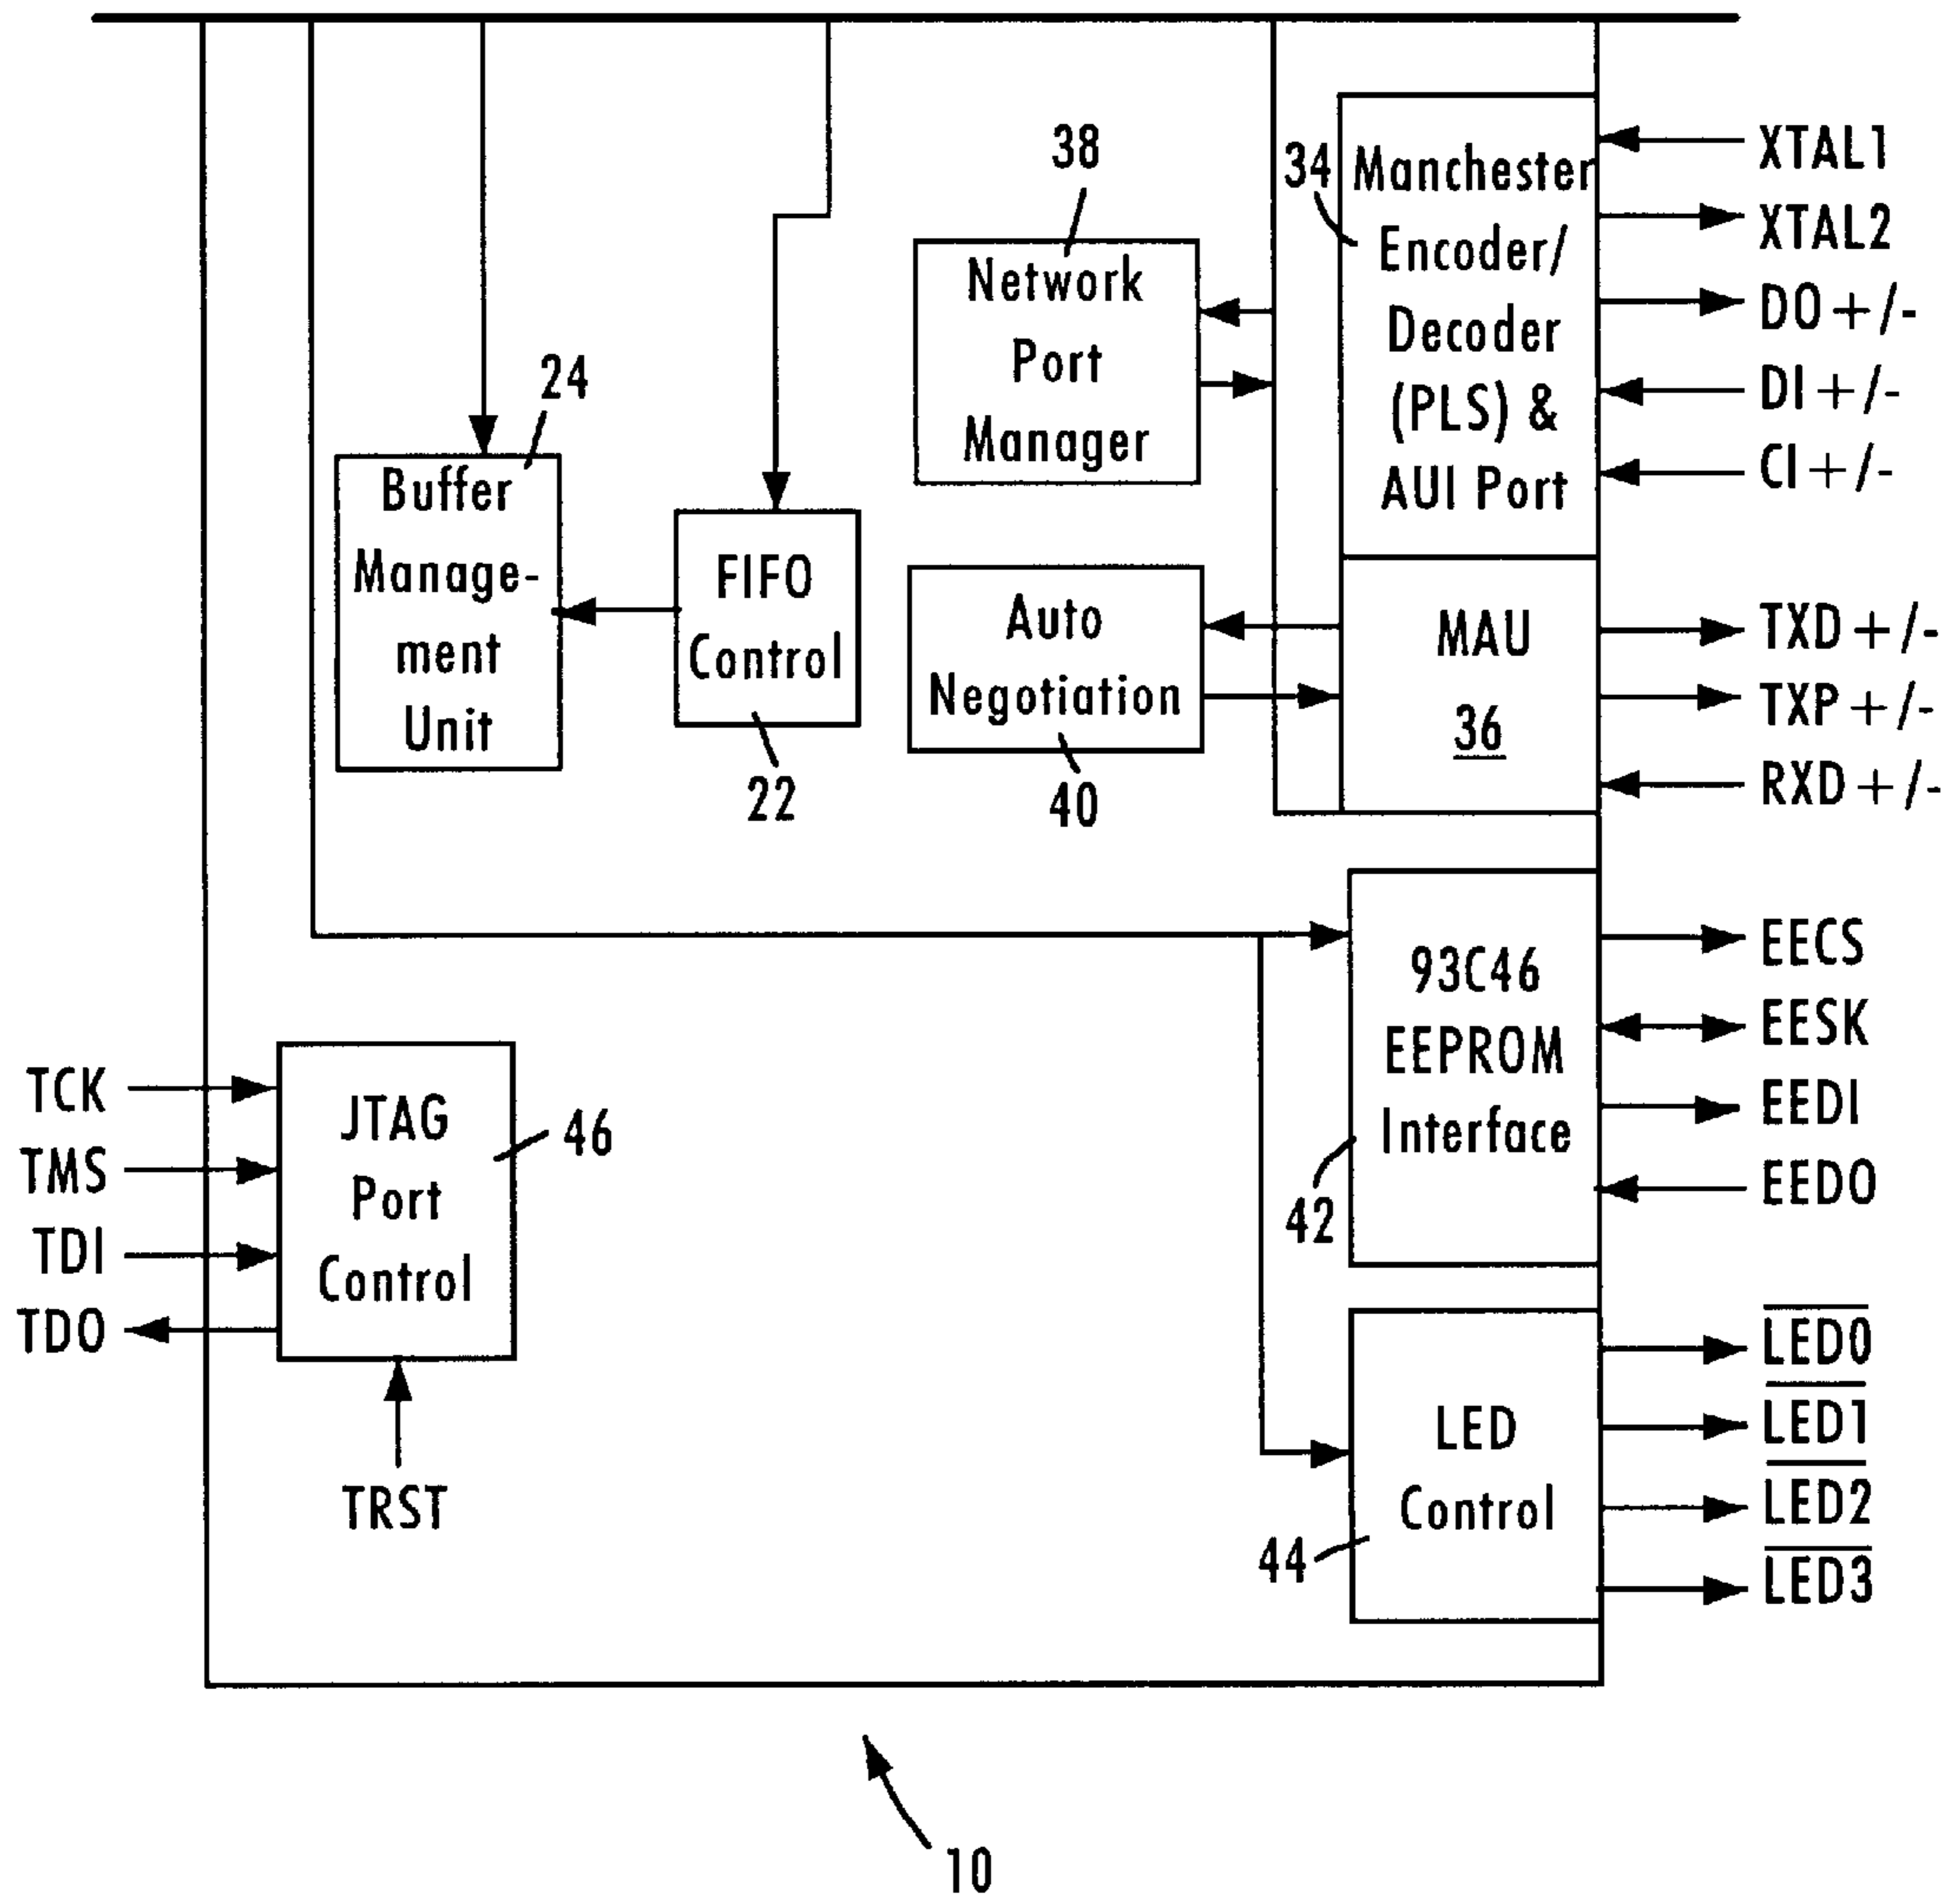 38
Network
Port
Manager
34
Manchester
Encoder/
Decoder
(PLS) &
AUI Port
XTAL1
XTAL2
DO +/-
DI +/-
CI +/-
24
Buffer
Manage-
ment
Unit
FIFO
Control
22
Auto
Negotiation
40
MAU
36
TXD +/-
TXP +/-
RXD +/-
93C46
EEPROM
Interface
42
EECS
EESK
EEDI
EEDO
TCK
TMS
TDI
TDO
JTAG
Port
Control
46
TRST
LED
Control
44
LED0
LED1
LED2
LED3
10